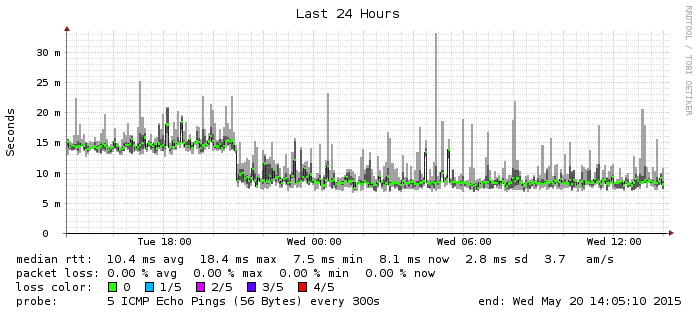 Last 24 Hours
RRDTOOL / TOBI OETIKER
Seconds
30 m
25 m
20 m
15 m
10 m
5 m
0
Tue 18:00 Wed 00:00 Wed 06:00 Wed 12:00
median rtt: 10.4 ms avg 18.4 ms max 7.5 ms min 8.1 ms now 2.8 ms sd 3.7 am/s
packet loss: 0.00 % avg 0.00 % max 0.00 % min 0.00 % now
loss color: 0 1/5 2/5 3/5 4/5
probe: 5 ICMP Echo Pings (56 Bytes) every 300s end: Wed May 20 14:05:10 2015